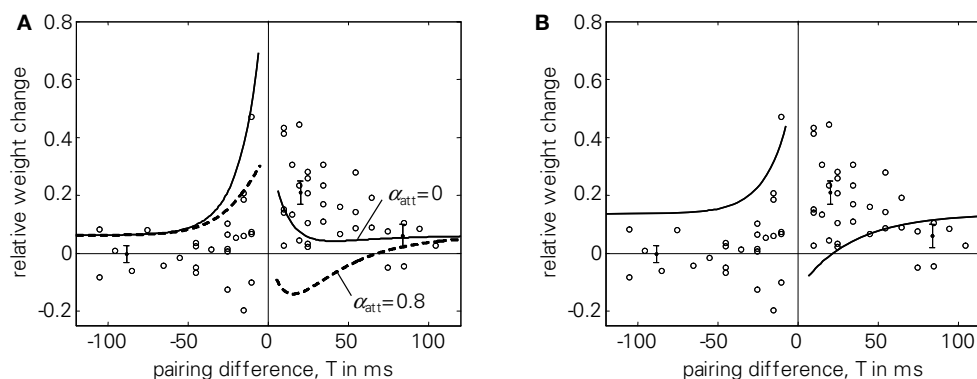 A
B
relative weight change
0.8
0.6
0.4
0.2
0
-0.2
α_att=0
α_att=0.8
-100
-50
0
50
100
pairing difference, T in ms
relative weight change
0.8
0.6
0.4
0.2
0
-0.2
-100
-50
0
50
100
pairing difference, T in ms